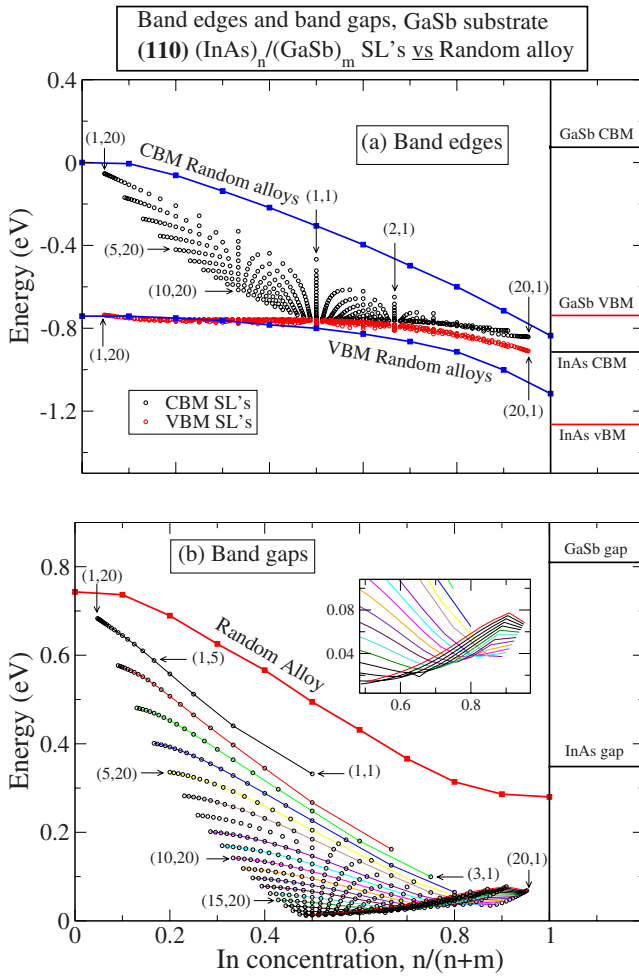 Band edges and band gaps, GaSb substrate
(110) (InAs)n/(GaSb)m SL's vs Random alloy
0.4
0
-0.4
-0.8
-1.2
Energy (eV)
(a) Band edges
GaSb CBM
(1,20)
CBM Random alloys
(1,1)
(2,1)
(5,20)
(10,20)
(20,1)
GaSb VBM
(1,20)
VBM Random alloys
InAs CBM
(20,1)
CBM SL's
VBM SL's
InAs vBM
0.8
0.6
0.4
0.2
0
Energy (eV)
(b) Band gaps
GaSb gap
(1,20)
0.08
0.04
0.6 0.8
Random Alloy
(1,5)
InAs gap
(5,20)
(1,1)
(10,20)
(3,1)
(20,1)
(15,20)
0 0.2 0.4 0.6 0.8 1
In concentration, n/(n+m)